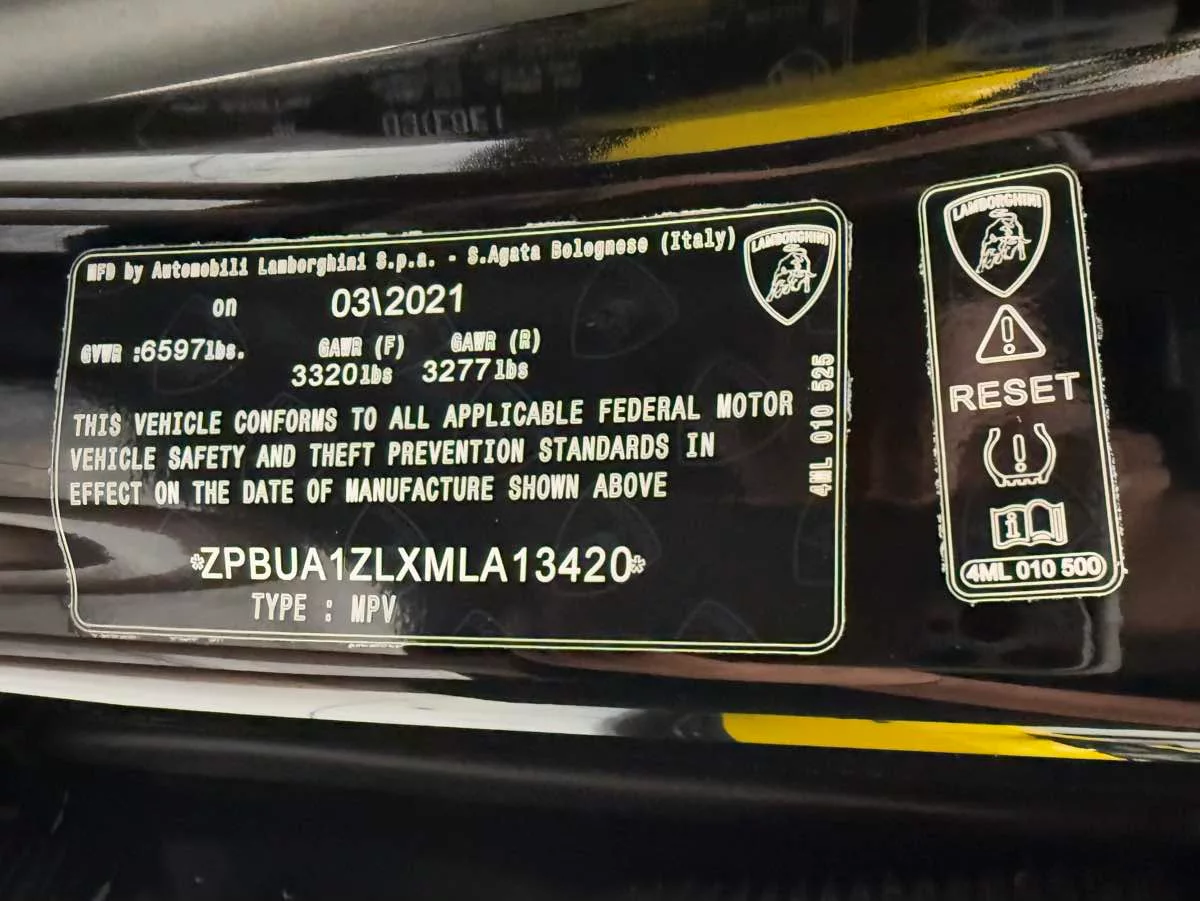 MFD by Automobili Lamborghini S.p.a. - S.Agata Bolognese (Italy)
on 03\2021
GVWR :6597lbs. GAWR (F) GAWR (R)
3320lbs 3277lbs
THIS VEHICLE CONFORMS TO ALL APPLICABLE FEDERAL MOTOR
VEHICLE SAFETY AND THEFT PREVENTION STANDARDS IN
EFFECT ON THE DATE OF MANUFACTURE SHOWN ABOVE
*ZPBUA1ZLXMLA13420*
TYPE : MPV
LAMBORGHINI
4ML 010 525
LAMBORGHINI
RESET
4ML 010 500